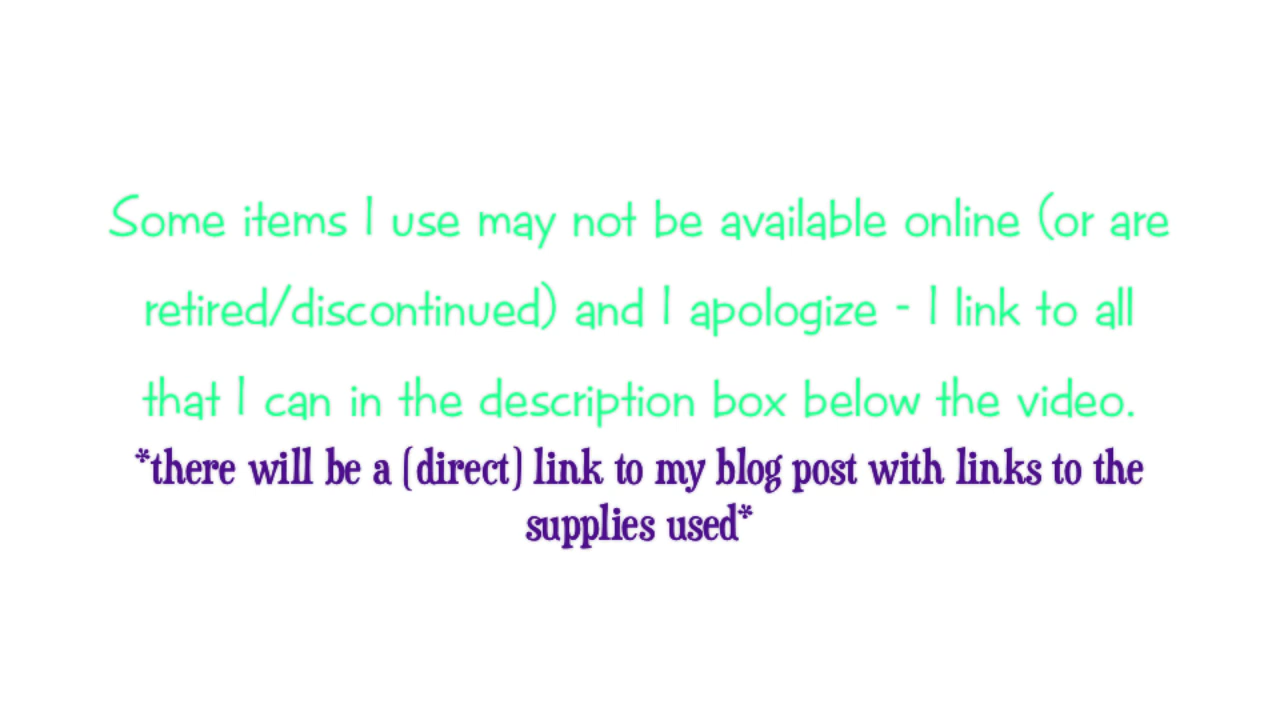 Some items I use may not be available online (or are
retired/discontinued) and I apologize - I link to all
that I can in the description box below the video.
*there will be a (direct) link to my blog post with links to the
supplies used*